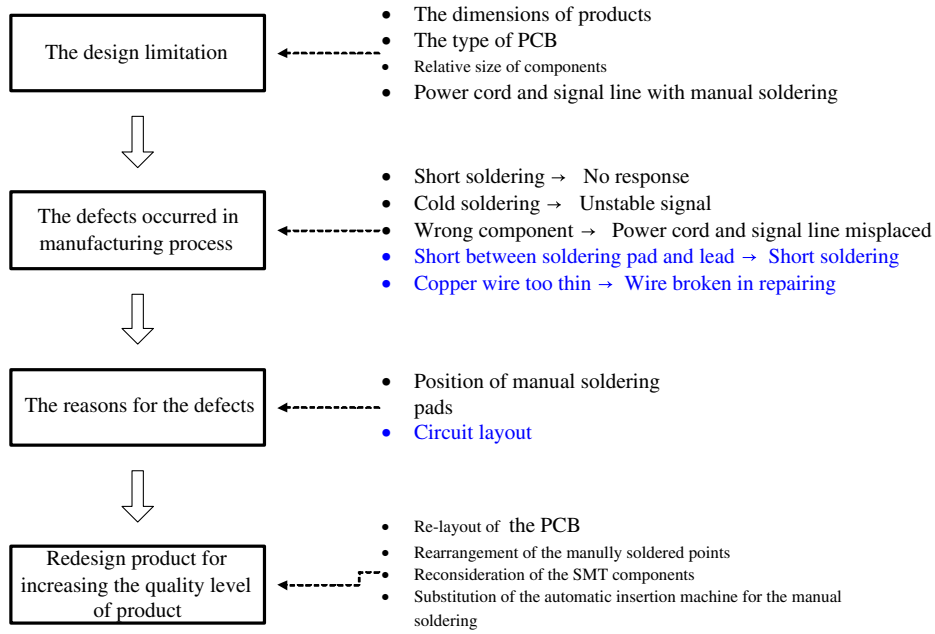 The design limitation
• The dimensions of products
• The type of PCB
• Relative size of components
• Power cord and signal line with manual soldering
The defects occurred in
manufacturing process
• Short soldering → No response
• Cold soldering → Unstable signal
• Wrong component → Power cord and signal line misplaced
• Short between soldering pad and lead → Short soldering
• Copper wire too thin → Wire broken in repairing
The reasons for the defects
• Position of manual soldering
pads
• Circuit layout
Redesign product for
increasing the quality level
of product
• Re-layout of the PCB
• Rearrangement of the manully soldered points
• Reconsideration of the SMT components
• Substitution of the automatic insertion machine for the manual
soldering